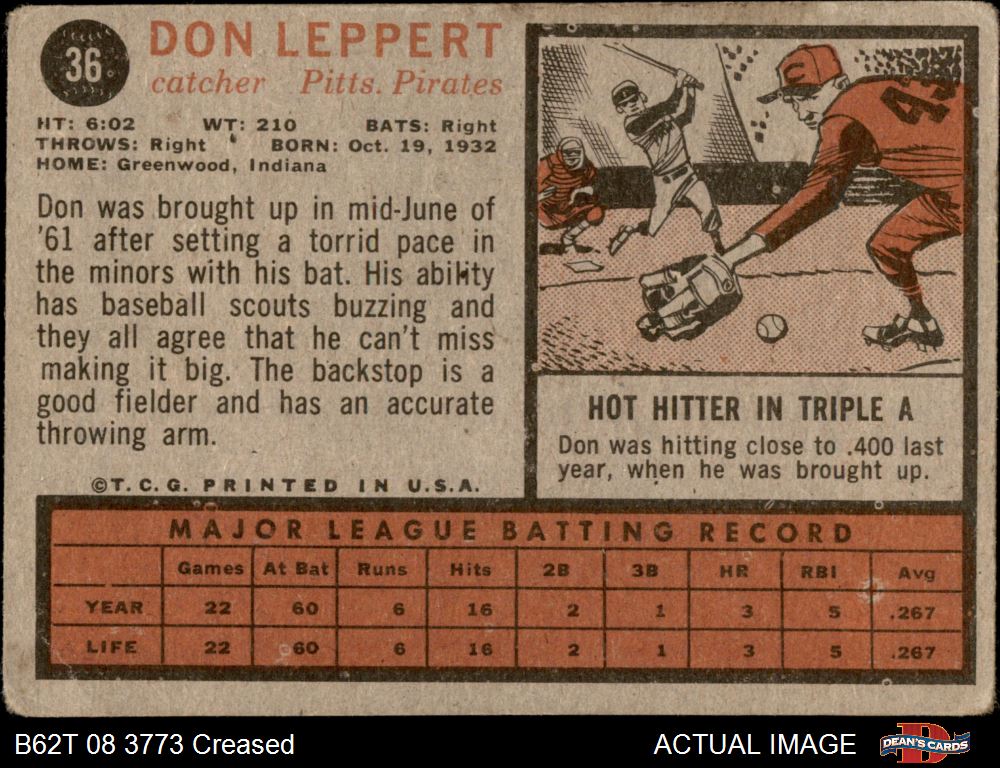 36
DON LEPPERT
catcher Pitts. Pirates
HT: 6:02 WT: 210 BATS: Right
THROWS: Right BORN: Oct. 19, 1932
HOME: Greenwood, Indiana
Don was brought up in mid-June of
'61 after setting a torrid pace in
the minors with his bat. His ability
has baseball scouts buzzing and
they all agree that he can't miss
making it big. The backstop is a
good fielder and has an accurate
throwing arm.
©T.C.G. PRINTED IN U.S.A.
C
43
HOT HITTER IN TRIPLE A
Don was hitting close to .400 last
year, when he was brought up.
MAJOR LEAGUE BATTING RECORD
Games At Bat Runs Hits 2B 3B HR RBI Avg
YEAR 22 60 6 16 2 1 3 5 .267
LIFE 22 60 6 16 2 1 3 5 .267
B62T 08 3773 Creased
ACTUAL IMAGE
DEAN'S CARDS